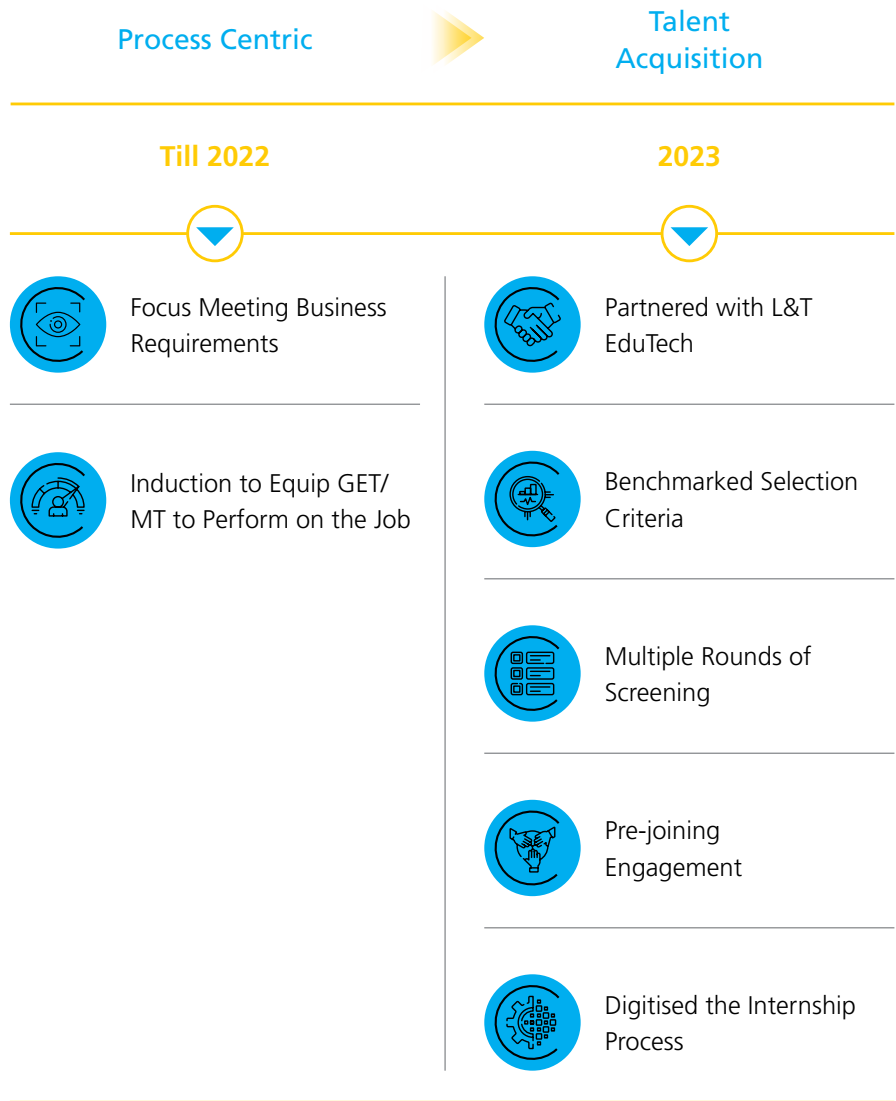 Process Centric
Talent
Acquisition
Till 2022
2023
Focus Meeting Business
Requirements
Induction to Equip GET/
MT to Perform on the Job
Partnered with L&T
EduTech
Benchmarked Selection
Criteria
Multiple Rounds of
Screening
Pre-joining
Engagement
Digitised the Internship
Process